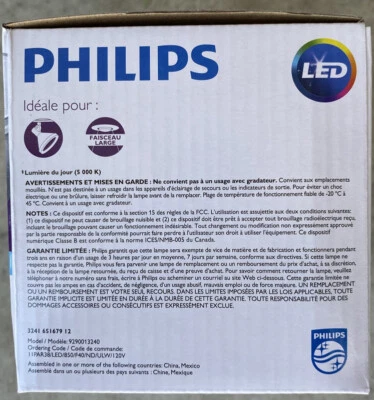 PHILIPS
LED
Idéale pour :
FAISCEAU
LARGE
†Lumière du jour (5 000 K)
AVERTISSEMENTS ET MISES EN GARDE : Ne convient pas à un usage avec gradateur. Convient aux emplacements
mouillés. N'est pas destinée à un usage dans les appareils d'éclairage de secours ou les indicateurs de sortie. Pour éviter un choc
électrique ou une brûlure, laisser refroidir la lampe avant de la remplacer. Plage de température de fonctionnement fiable de -20 °C à
45 °C. Convient à un usage avec gradateur.
NOTES : Ce dispositif est conforme à la section 15 des règles de la FCC. L'utilisation est assujettie aux deux conditions suivantes:
(1) ce dispositif ne peut causer de brouillage nuisible et (2) ce dispositif doit être en mesure d'accepter tout brouillage radioélectrique reçu,
incluant le brouillage pouvant causer un fonctionnement indésirable. Tout changement ou modification non expressément approuvé
par la partie responsable de la conformité pourrait faire perdre à l'utilisateur son droit à utiliser l'équipement. Ce dispositif
numérique Classe B est conforme à la norme ICES/NMB-005 du Canada.
GARANTIE LIMITÉE : Philips garantit que cette lampe sera exempte de vice de matière et de fabrication et fonctionnera pendant
trois ans en raison d'un usage de 3 heures par jour en moyenne, 7 jours par semaine, conforme aux directives. Si cette lampe ne
respecte pas la garantie, Philips vous fera parvenir une lampe de remplacement ou un remboursement du prix d'achat, à sa discrétion,
à la réception de la lampe retournée, du reçu de caisse et d'une preuve d'achat. Pour savoir comment retourner la lampe, veuillez
téléphoner à notre numéro sans frais, écrire à Philips ou acheminer un courriel au site Web ci-dessus. Cette garantie limitée ne
couvre pas les ampoules en cas d'accident, de négligence, d'un usage abusif, mauvais emploi ou de force majeure. UN REMPLACEMENT
OU UN REMBOURSEMENT EST VOTRE SEUL RECOURS. DANS LES LIMITES IMPOSÉES PAR LES LOIS APPLICABLES, TOUTE
GARANTIE IMPLICITE EST LIMITÉE EN DURÉE À LA DURÉE DE CETTE GARANTIE. TOUTE RESPONSABILITÉ POUR DES
DOMMAGES ACCESSOIRES OU CONSÉCUTIFS EST EXPRESSÉMENT EXCLUE.
3241 651679 12
Model / Modèle: 9290013240
Ordering Code / Code de commande:
11PAR38/LED/850/F40/ND/ULW/120V
Assembled in one or more of the following countries: China, Mexico
Assemblé dans un ou plusieurs des pays suivants : Chine, Mexique
PHILIPS